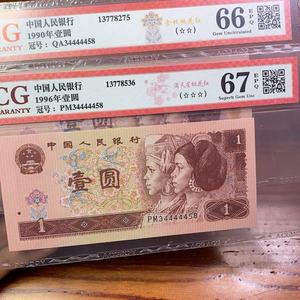 CG
WARRANTY
中国人民银行
1990年壹圆
冠号：QA34444458
13778275
(☆☆)
66 EPQ
Gem Uncirculated
CG
ARANTY
中国人民银行
1996年壹圆
冠号：PM34444458
13778536
(☆☆☆)
67 EPQ
Superb Gem Unc
中国人民银行
壹圆
1
PM34444458
1